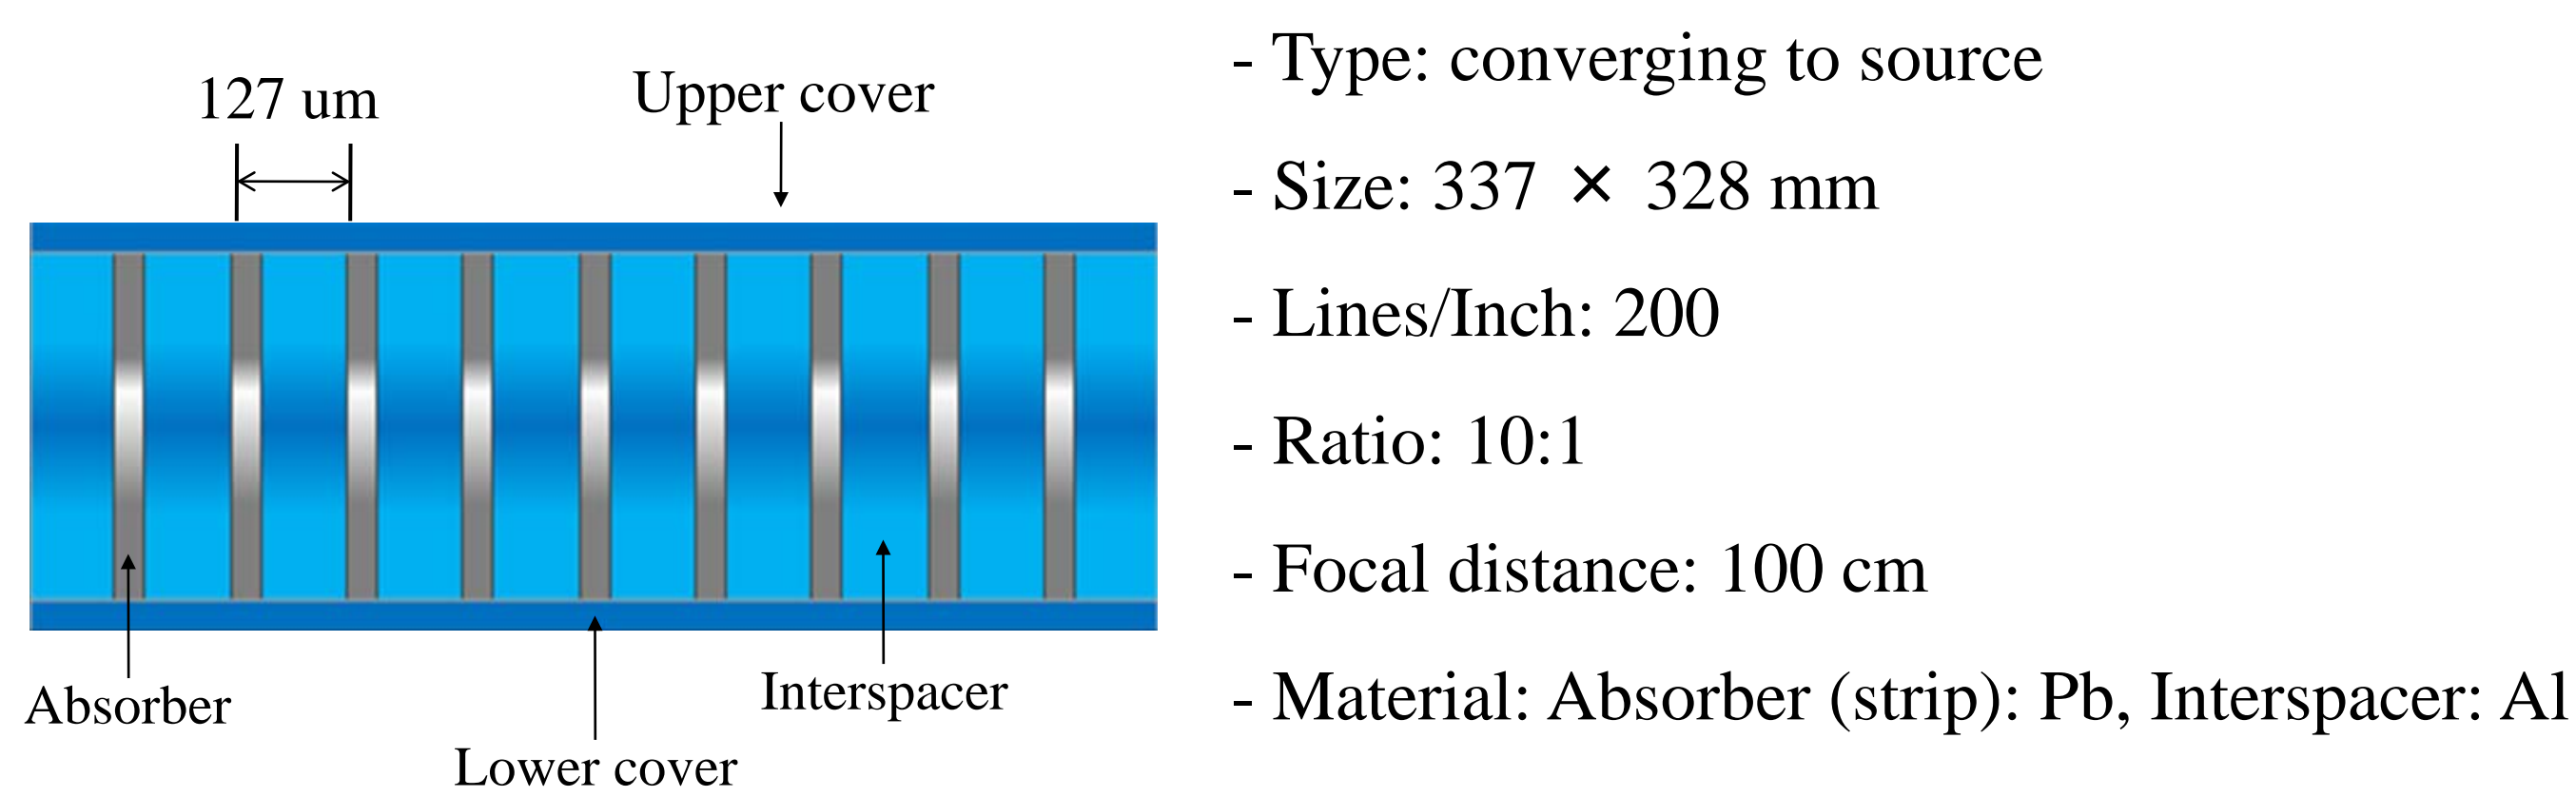 127 um
Upper cover
Absorber
Lower cover
Interspacer
- Type: converging to source
- Size: 337 × 328 mm
- Lines/Inch: 200
- Ratio: 10:1
- Focal distance: 100 cm
- Material: Absorber (strip): Pb, Interspacer: Al